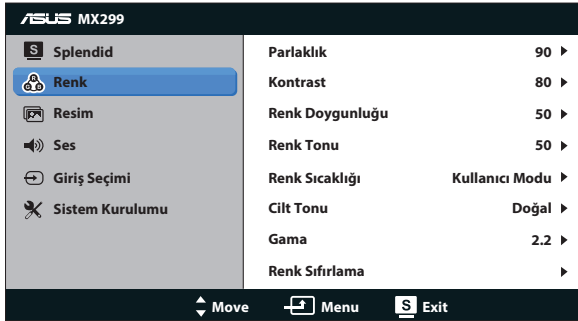 ASUS MX299
S Splendid
Renk
Resim
Ses
Giriş Seçimi
Sistem Kurulumu
Parlaklık 90
Kontrast 80
Renk Doygunluğu 50
Renk Tonu 50
Renk Sıcaklığı Kullanıcı Modu
Cilt Tonu Doğal
Gama 2.2
Renk Sıfırlama
Move Menu S Exit